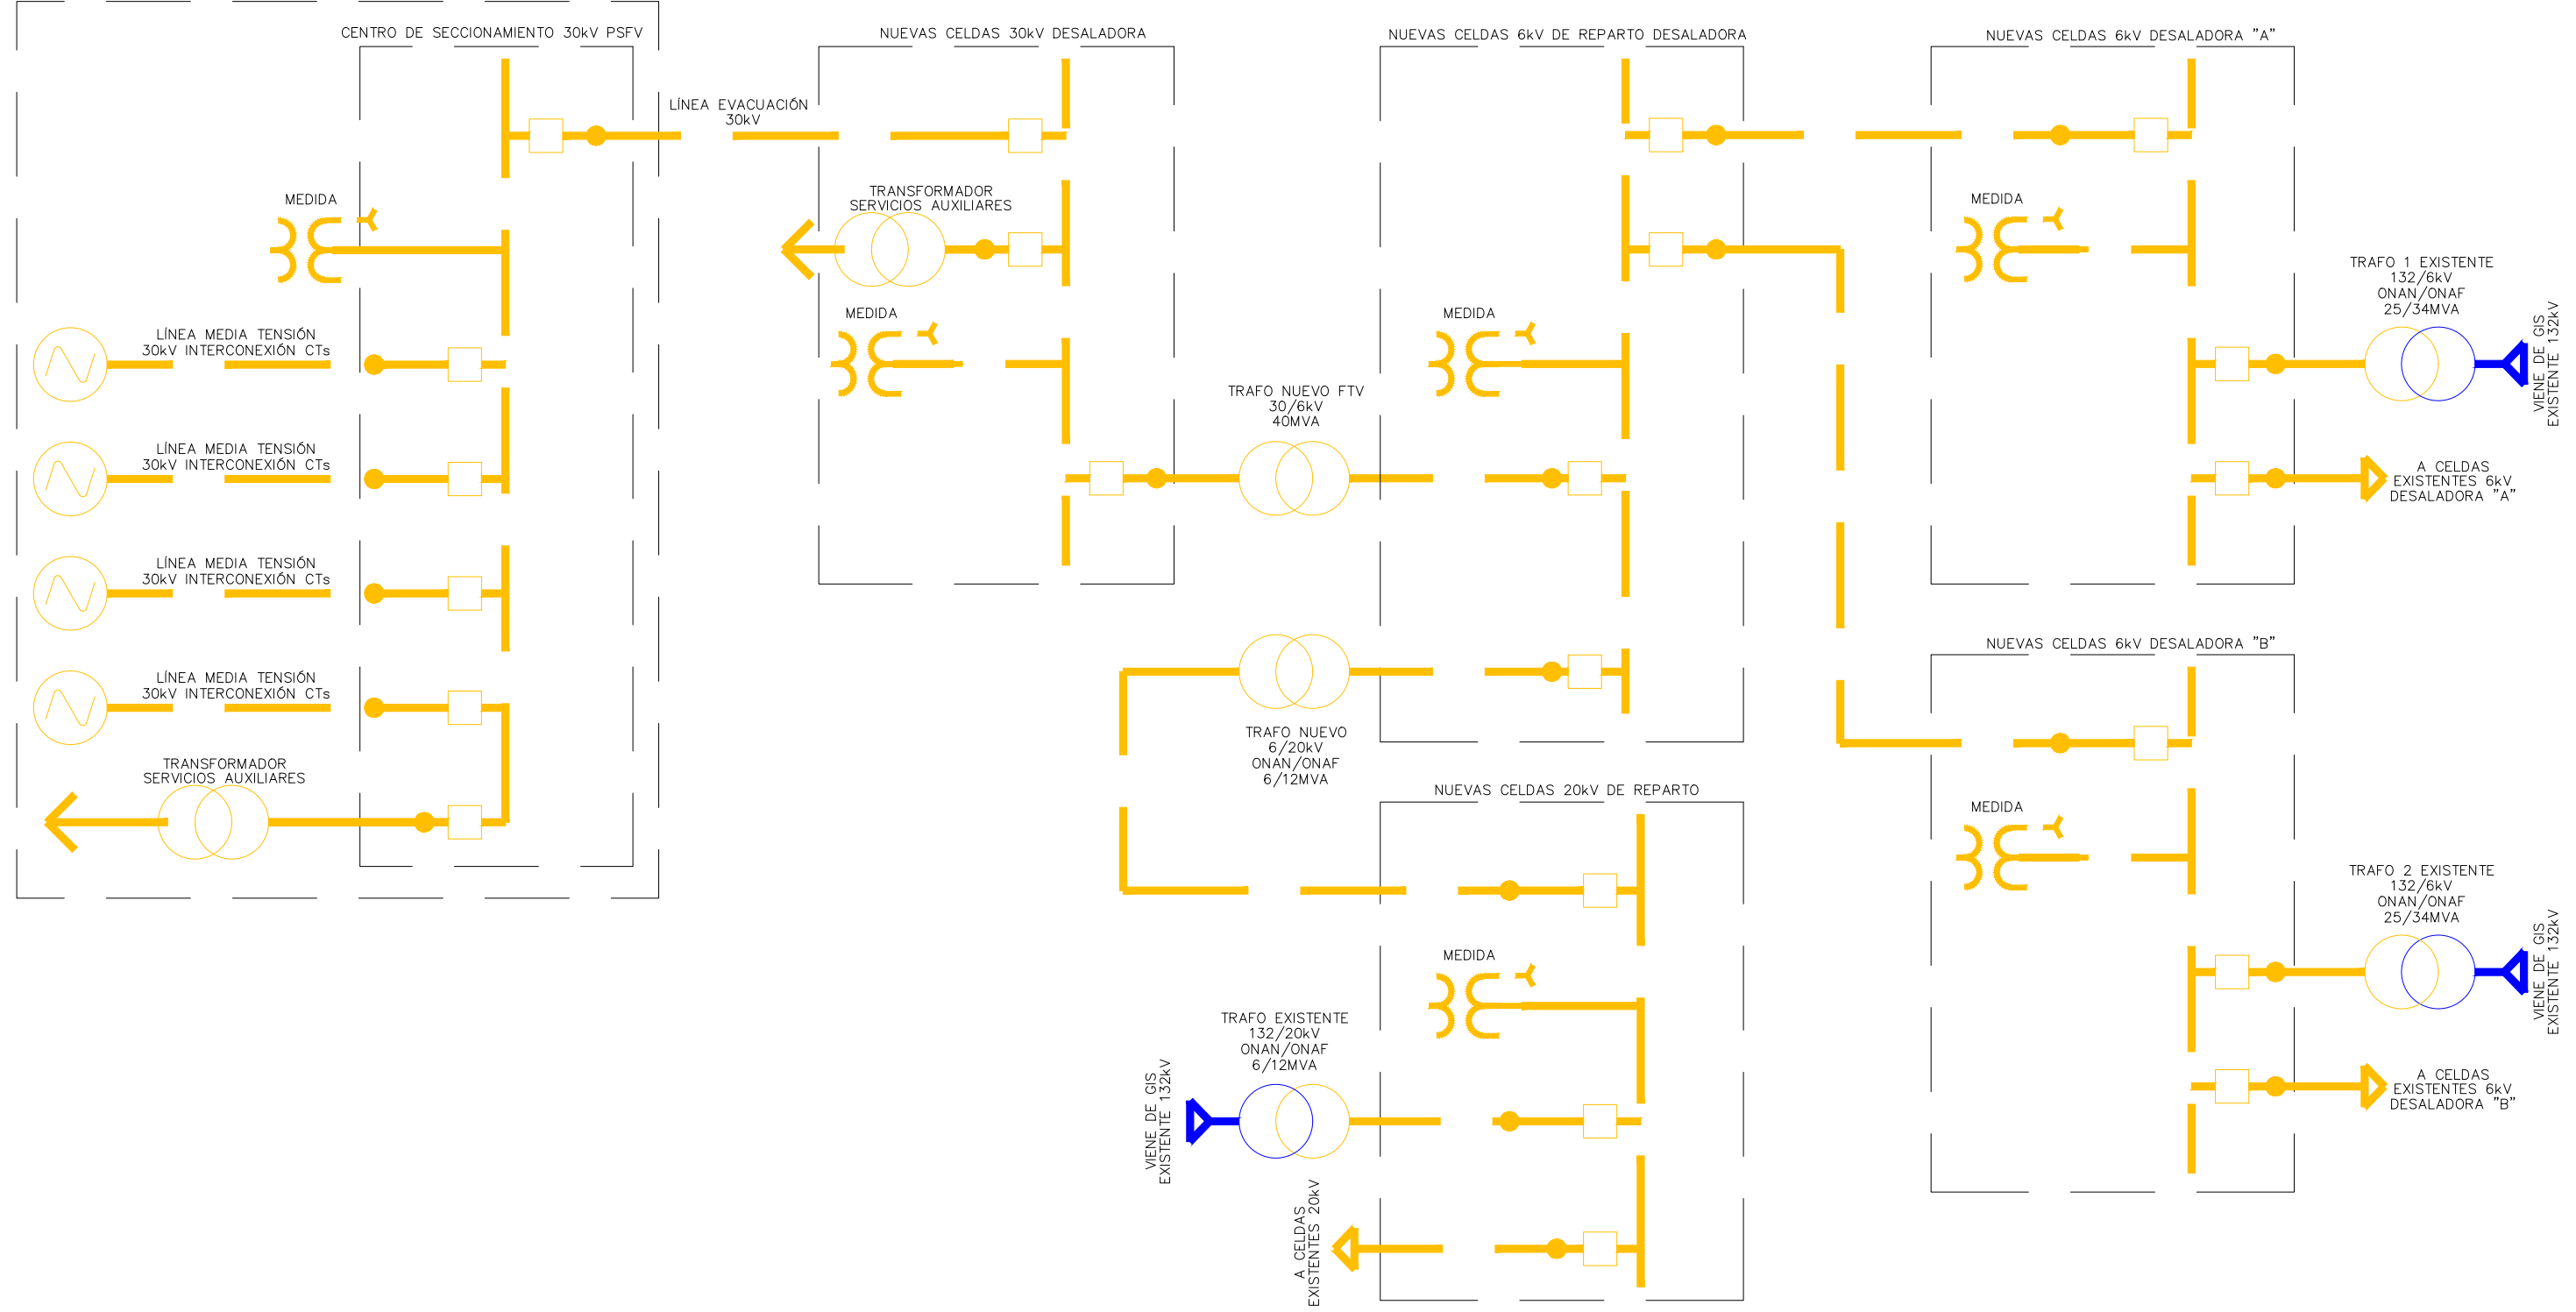 CENTRO DE SECCIONAMIENTO 30kV PSFV
MEDIDA
LÍNEA MEDIA TENSIÓN
30kV INTERCONEXIÓN CTs
LÍNEA MEDIA TENSIÓN
30kV INTERCONEXIÓN CTs
LÍNEA MEDIA TENSIÓN
30kV INTERCONEXIÓN CTs
LÍNEA MEDIA TENSIÓN
30kV INTERCONEXIÓN CTs
TRANSFORMADOR
SERVICIOS AUXILIARES
LÍNEA EVACUACIÓN
30kV
NUEVAS CELDAS 30kV DESALADORA
TRANSFORMADOR
SERVICIOS AUXILIARES
MEDIDA
TRAFO NUEVO FTV
30/6kV
40MVA
NUEVAS CELDAS 6kV DE REPARTO DESALADORA
MEDIDA
TRAFO NUEVO
6/20kV
ONAN/ONAF
6/12MVA
NUEVAS CELDAS 20kV DE REPARTO
MEDIDA
TRAFO EXISTENTE
132/20kV
ONAN/ONAF
6/12MVA
VIENE DE GIS
EXISTENTE 132kV
A CELDAS
EXISTENTES 20kV
NUEVAS CELDAS 6kV DESALADORA "A"
MEDIDA
TRAFO 1 EXISTENTE
132/6kV
ONAN/ONAF
25/34MVA
VIENE DE GIS
EXISTENTE 132kV
A CELDAS
EXISTENTES 6kV
DESALADORA "A"
NUEVAS CELDAS 6kV DESALADORA "B"
MEDIDA
TRAFO 2 EXISTENTE
132/6kV
ONAN/ONAF
25/34MVA
VIENE DE GIS
EXISTENTE 132kV
A CELDAS
EXISTENTES 6kV
DESALADORA "B"